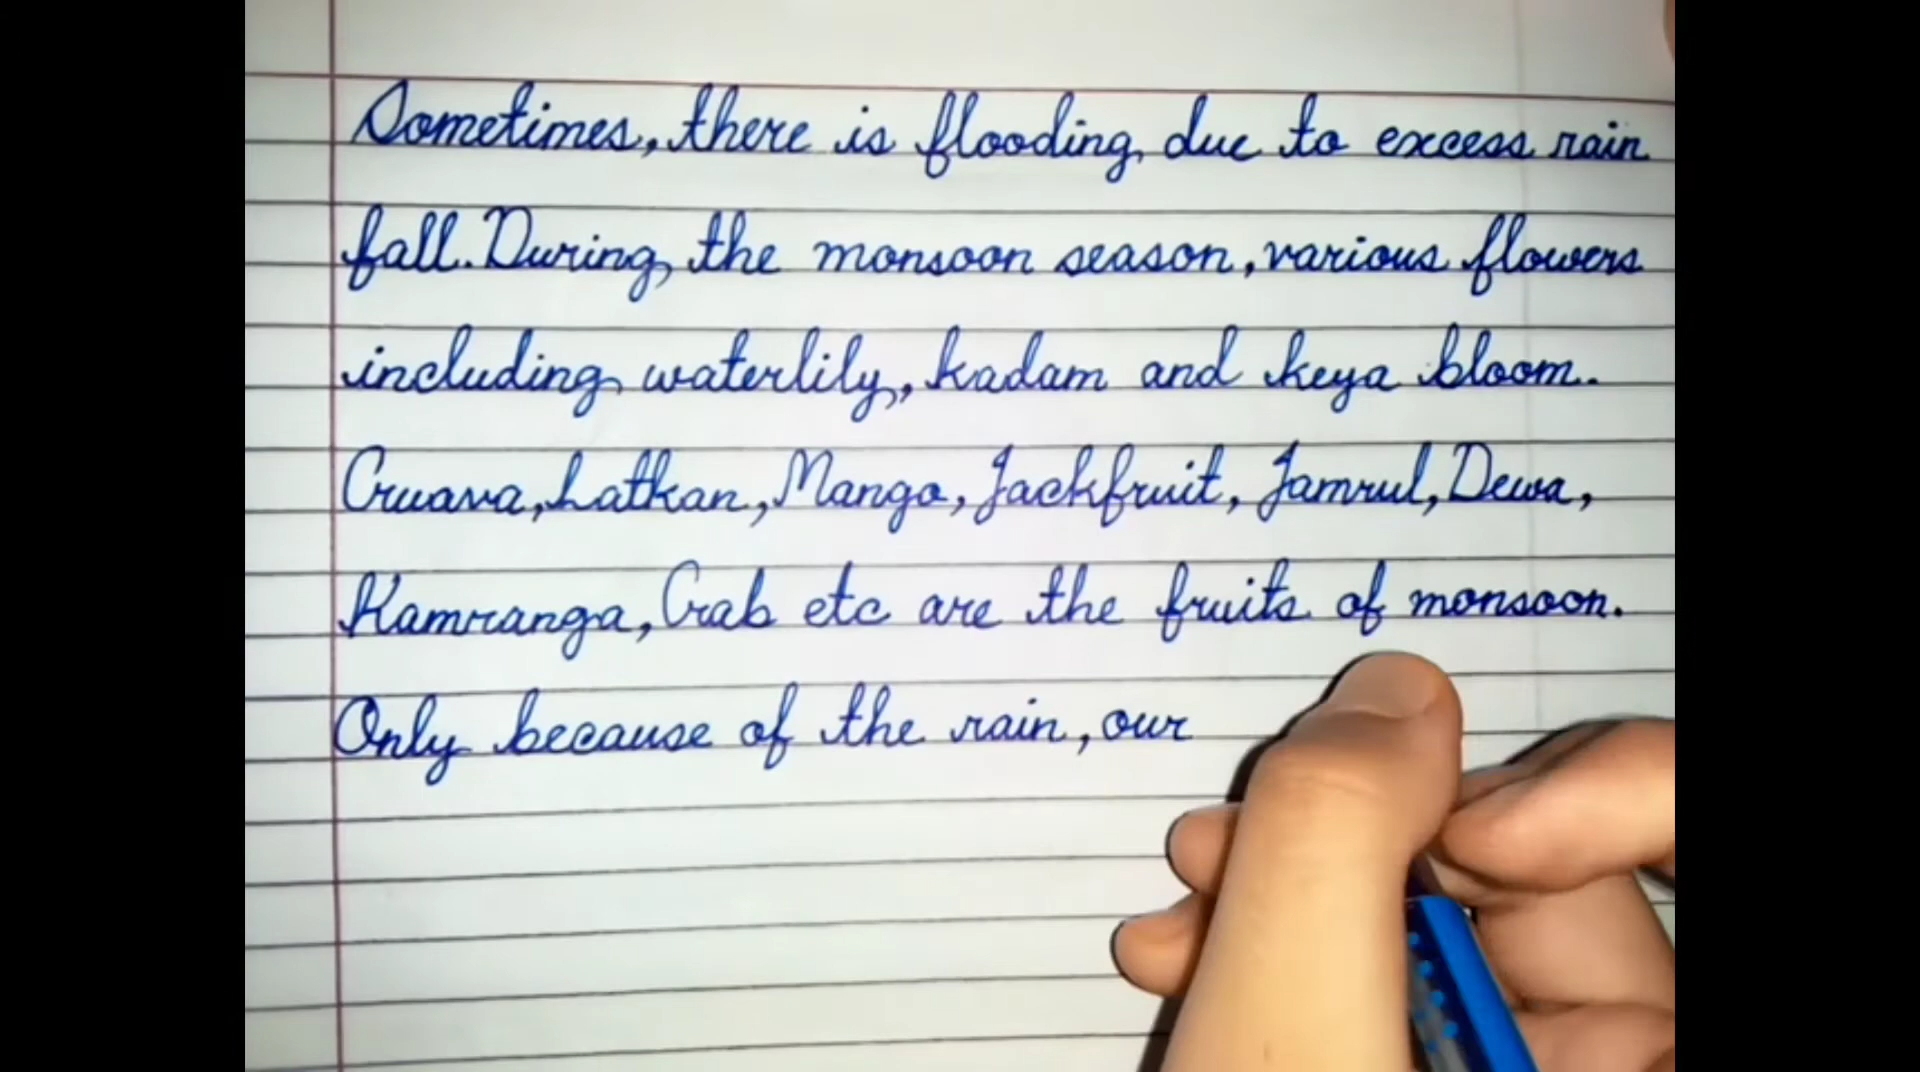 Sometimes, there is flooding due to excess rain
fall. During the monsoon season, various flowers
including waterlily, kadam and keya bloom.
Guava, Latkan, Mango, Jackfruit, Jamrul, Dewa,
Kamranga, Crab etc are the fruits of monsoon.
Only because of the rain, our